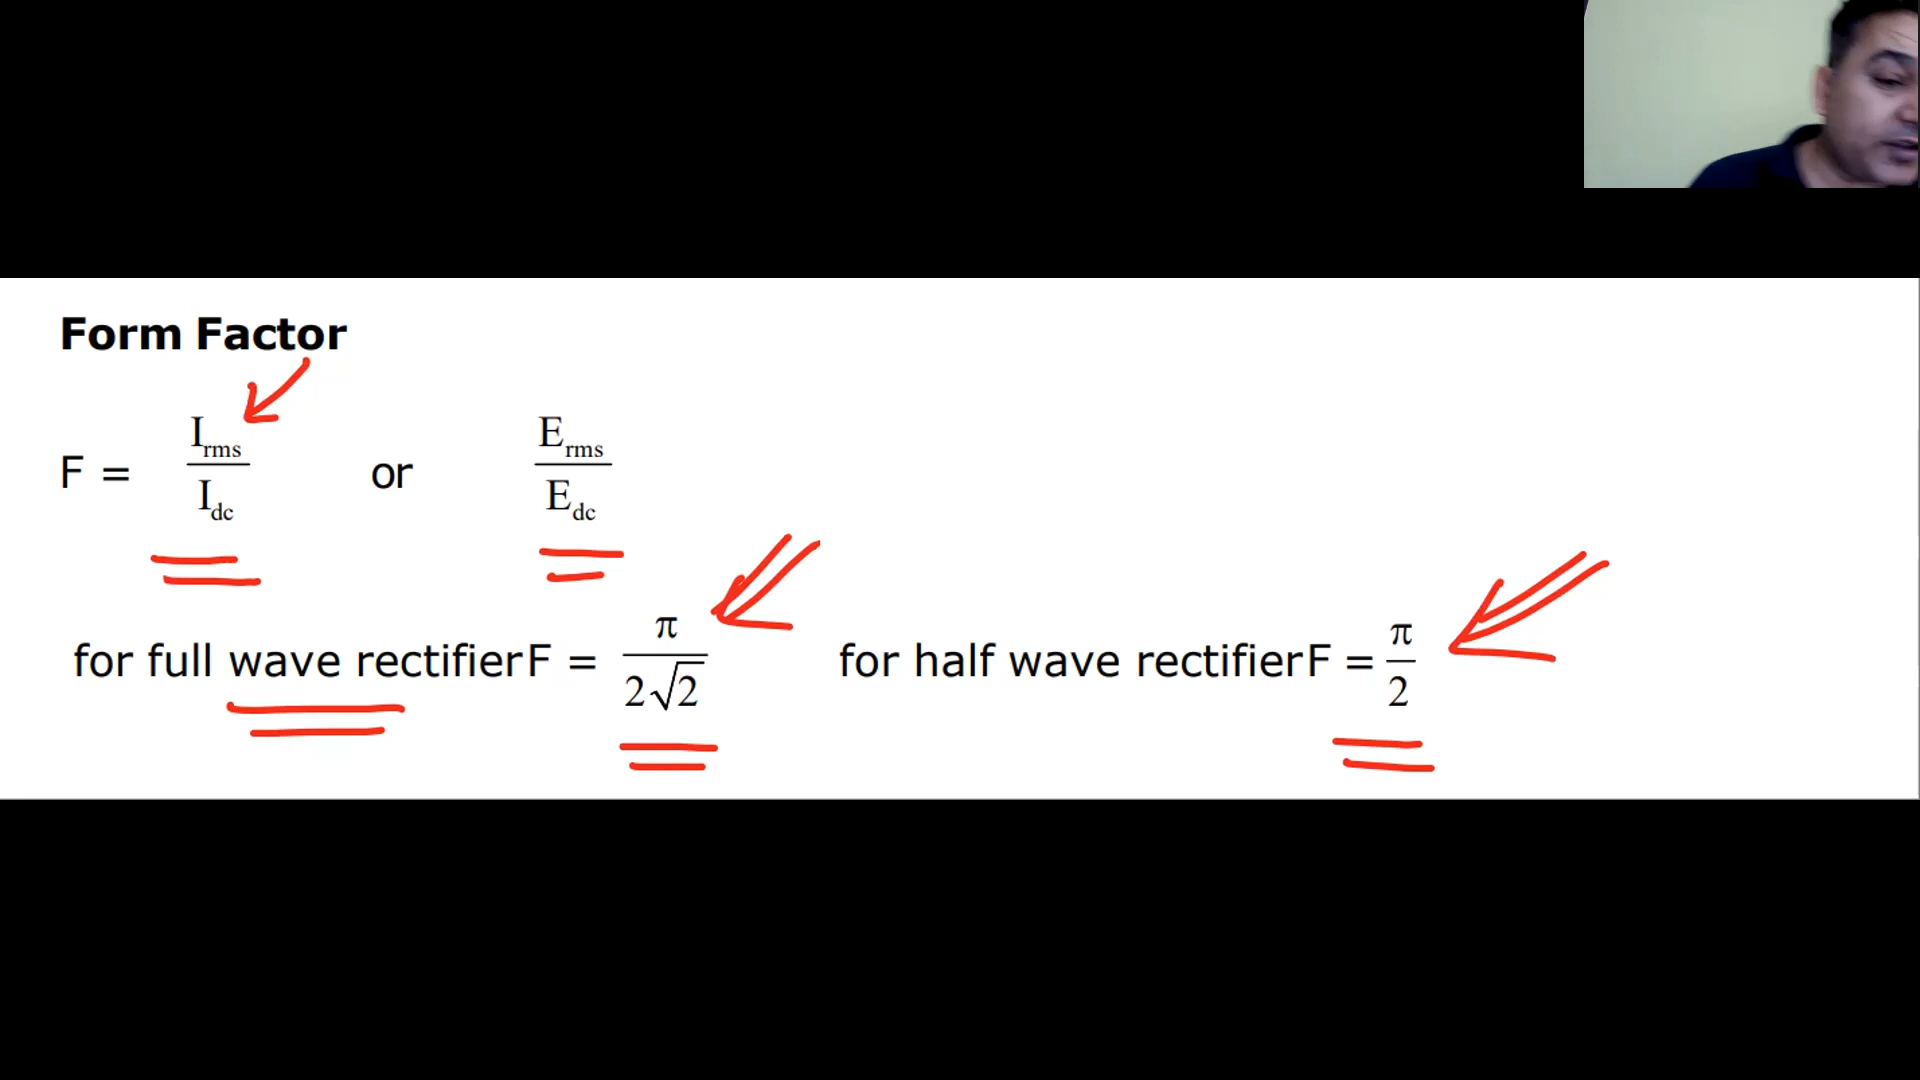 Form Factor
F = I_rms / I_dc or E_rms / E_dc
for full wave rectifier F = π / 2√2 for half wave rectifier F = π / 2